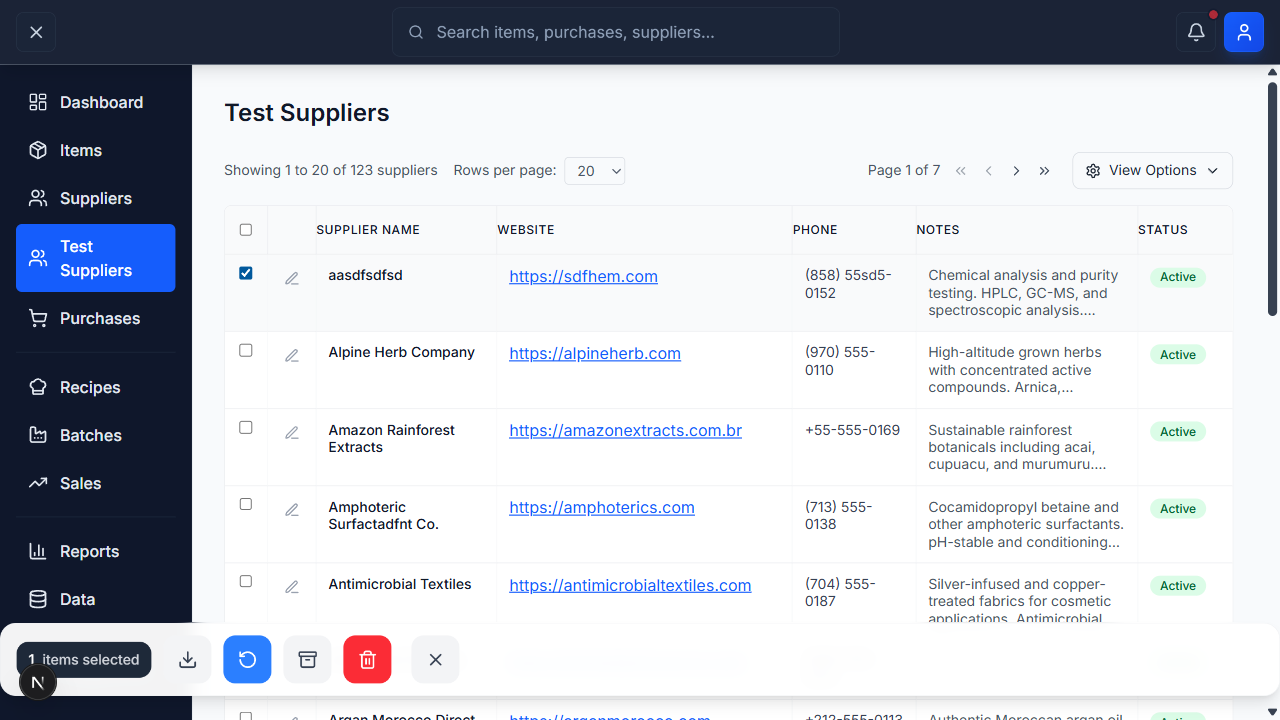 Search items, purchases, suppliers...
Dashboard
Items
Suppliers
Test
Suppliers
Purchases
Recipes
Batches
Sales
Reports
Data
Test Suppliers
Showing 1 to 20 of 123 suppliers
Rows per page:
20
Page 1 of 7
View Options
SUPPLIER NAME
WEBSITE
PHONE
NOTES
STATUS
aasdfsdfsd
https://sdfhem.com
(858) 55sd5-
0152
Chemical analysis and purity
testing. HPLC, GC-MS, and
spectroscopic analysis....
Active
Alpine Herb Company
https://alpineherb.com
(970) 555-
0110
High-altitude grown herbs
with concentrated active
compounds. Arnica,...
Active
Amazon Rainforest
Extracts
https://amazonextracts.com.br
+55-555-0169
Sustainable rainforest
botanicals including acai,
cupuacu, and murumuru....
Active
Amphoteric
Surfactadfnt Co.
https://amphoterics.com
(713) 555-
0138
Cocamidopropyl betaine and
other amphoteric surfactants.
pH-stable and conditioning...
Active
Antimicrobial Textiles
https://antimicrobialtextiles.com
(704) 555-
0187
Silver-infused and copper-
treated fabrics for cosmetic
applications. Antimicrobial
Active
1 items selected
N
Argan Morocco Direct
https://arganmorocco.com
+212-555-0113
Authentic Moroccan argan oil